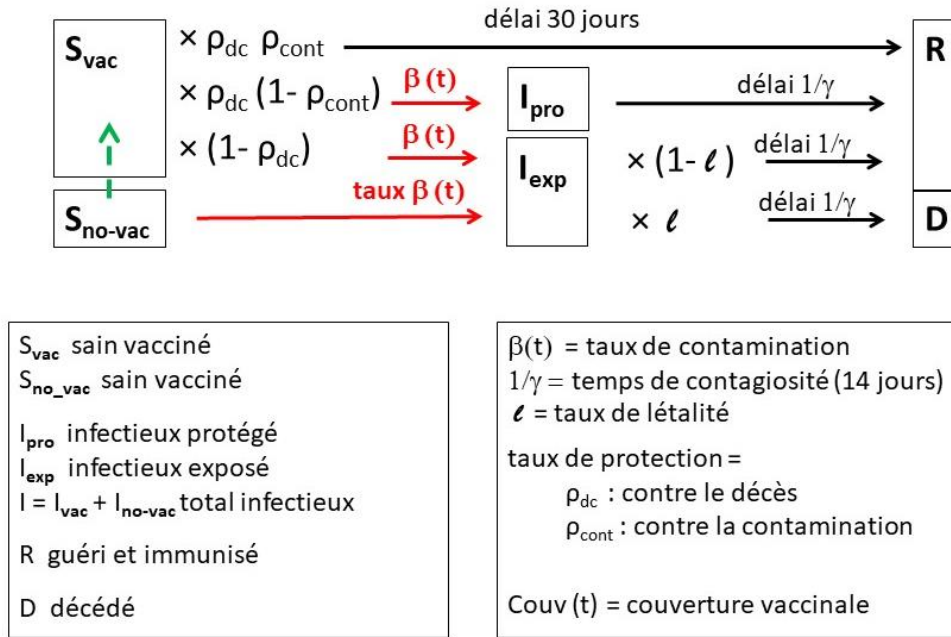 S_vac × ρ_dc ρ_cont délai 30 jours R
× ρ_dc (1- ρ_cont) β (t) I_pro délai 1/γ
× (1- ρ_dc) β (t) I_exp × (1- ℓ) délai 1/γ
S_no-vac taux β (t) × ℓ délai 1/γ D
S_vac sain vacciné
S_no_vac sain vacciné
I_pro infectieux protégé
I_exp infectieux exposé
I = I_vac + I_no-vac total infectieux
R guéri et immunisé
D décédé
β(t) = taux de contamination
1/γ = temps de contagiosité (14 jours)
ℓ = taux de létalité
taux de protection =
ρ_dc : contre le décès
ρ_cont : contre la contamination
Couv (t) = couverture vaccinale